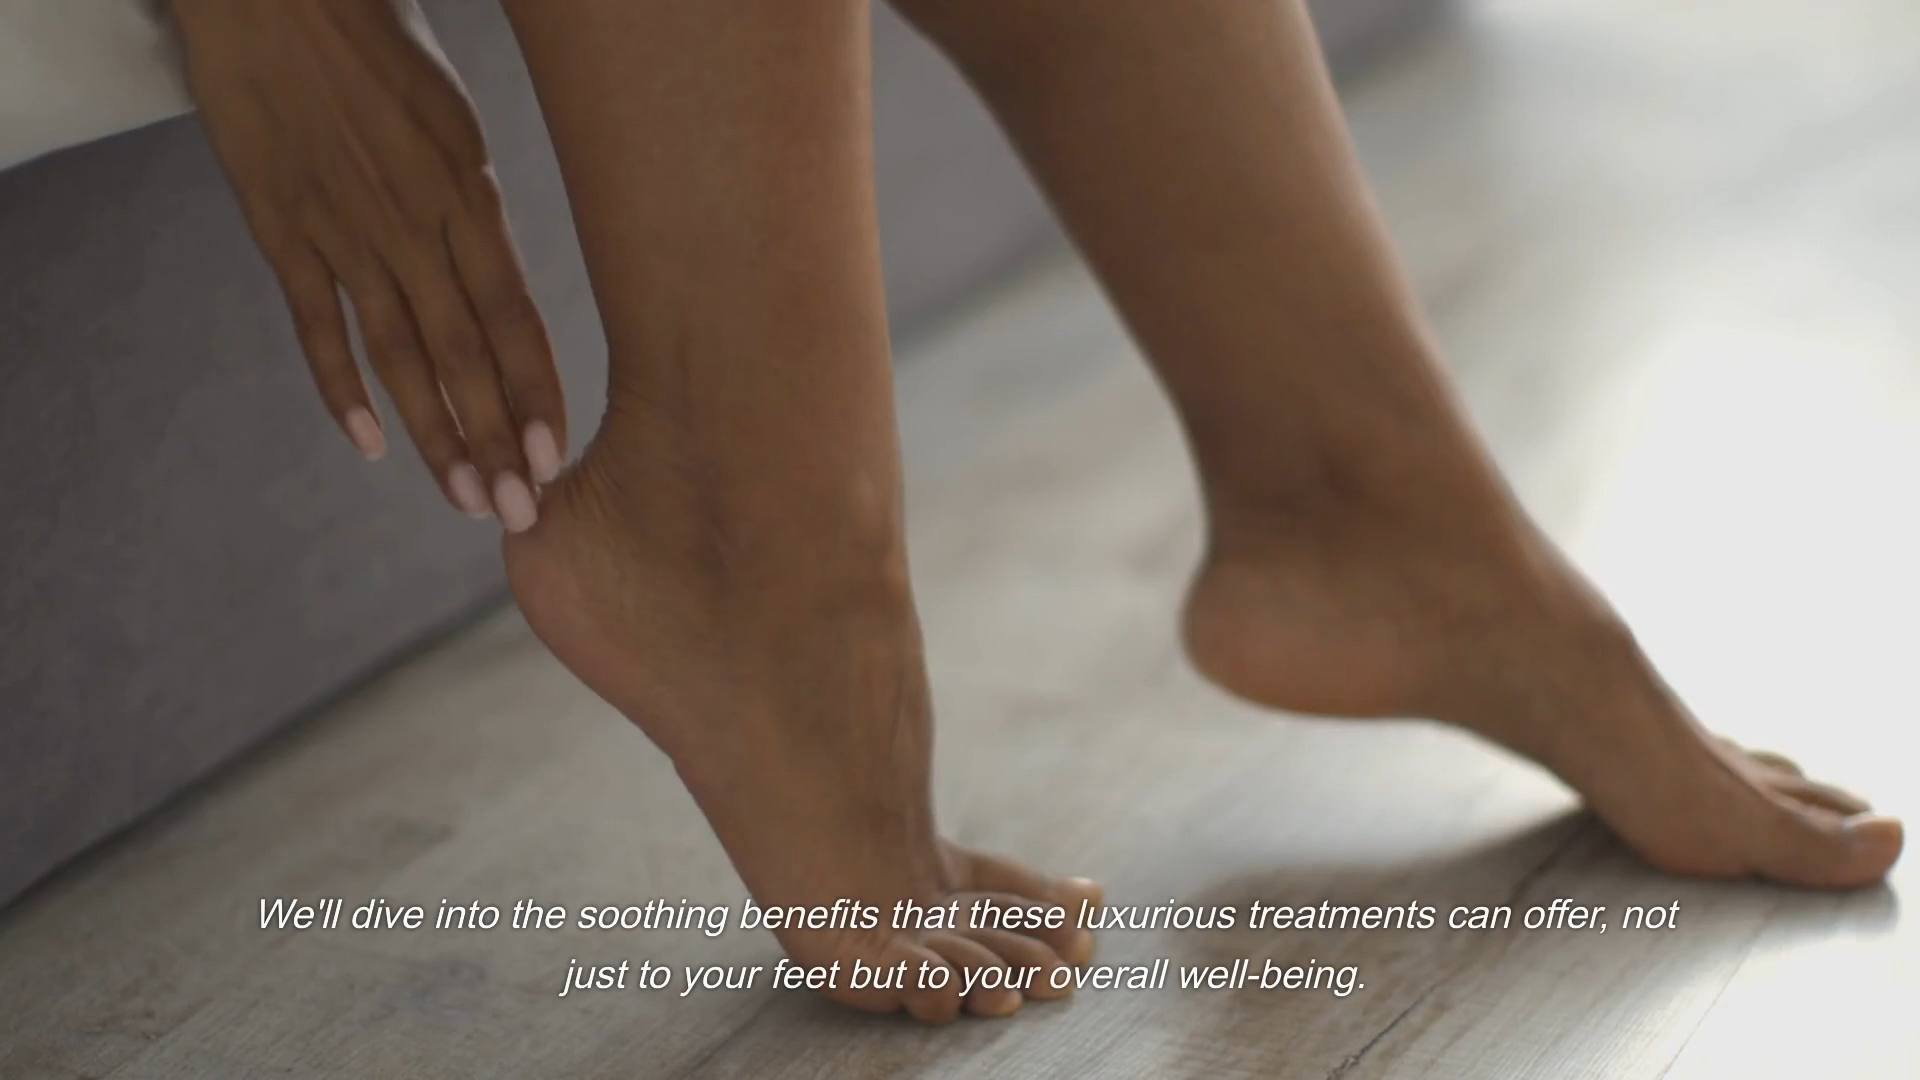 We'll dive into the soothing benefits that these luxurious treatments can offer, not
just to your feet but to your overall well-being.